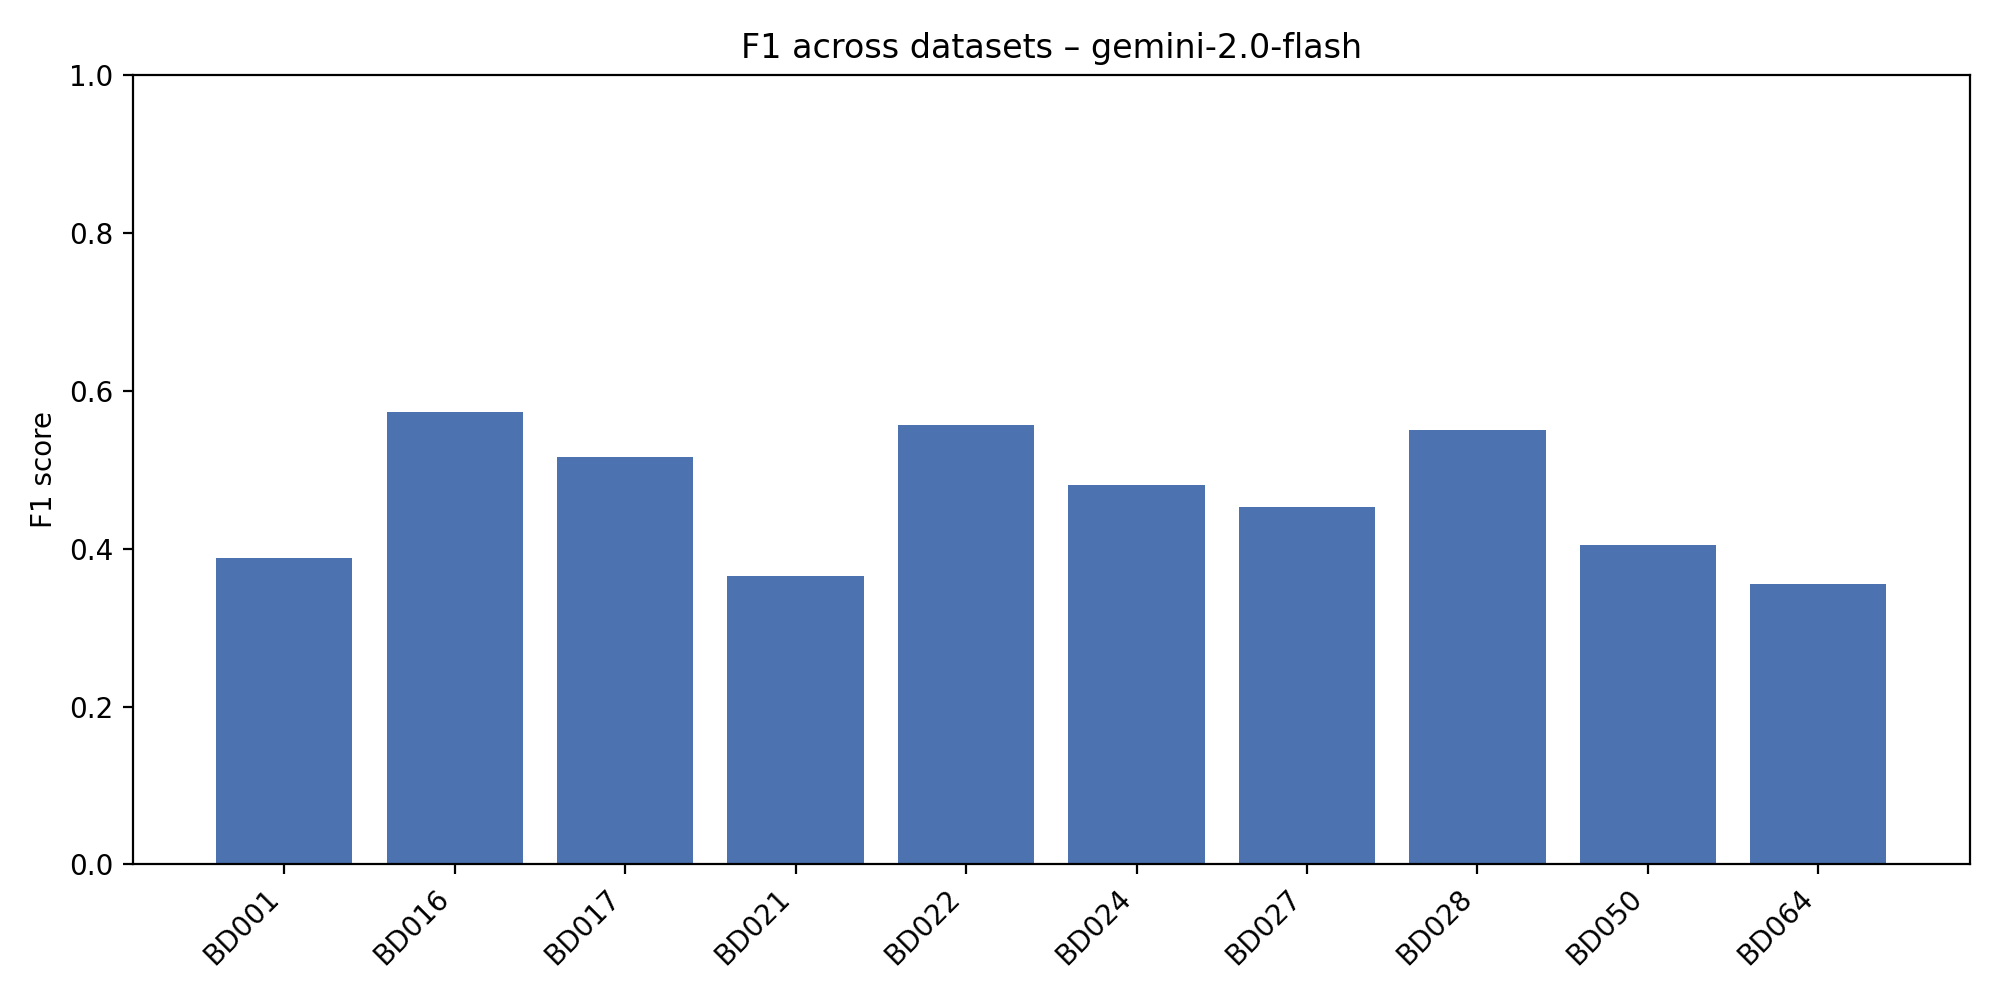 F1 across datasets – gemini-2.0-flash
1.0
0.8
0.6
0.4
0.2
0.0
F1 score
BD001
BD016
BD017
BD021
BD022
BD024
BD027
BD028
BD050
BD064